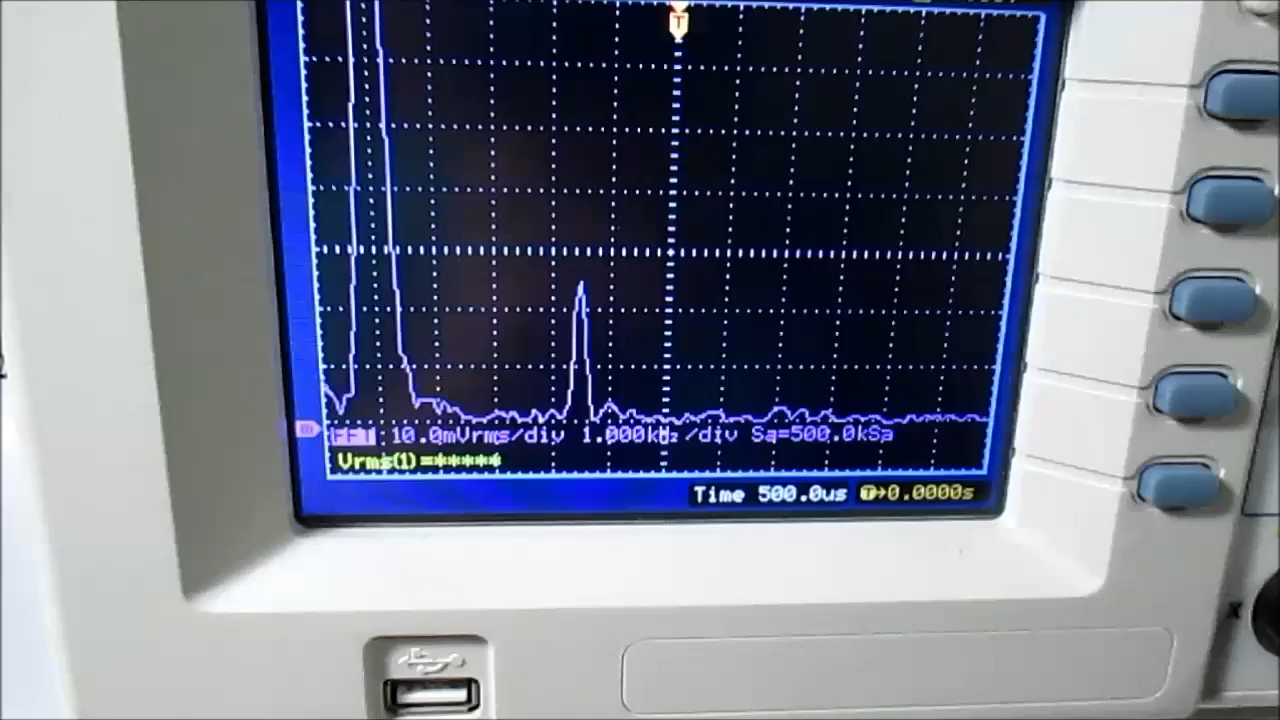 T
FFT 10.0mVrms/div 1.000kHz/div Sa=500.0kSa
Vrms(1)=*****
Time 500.0us T→0.0000s
X